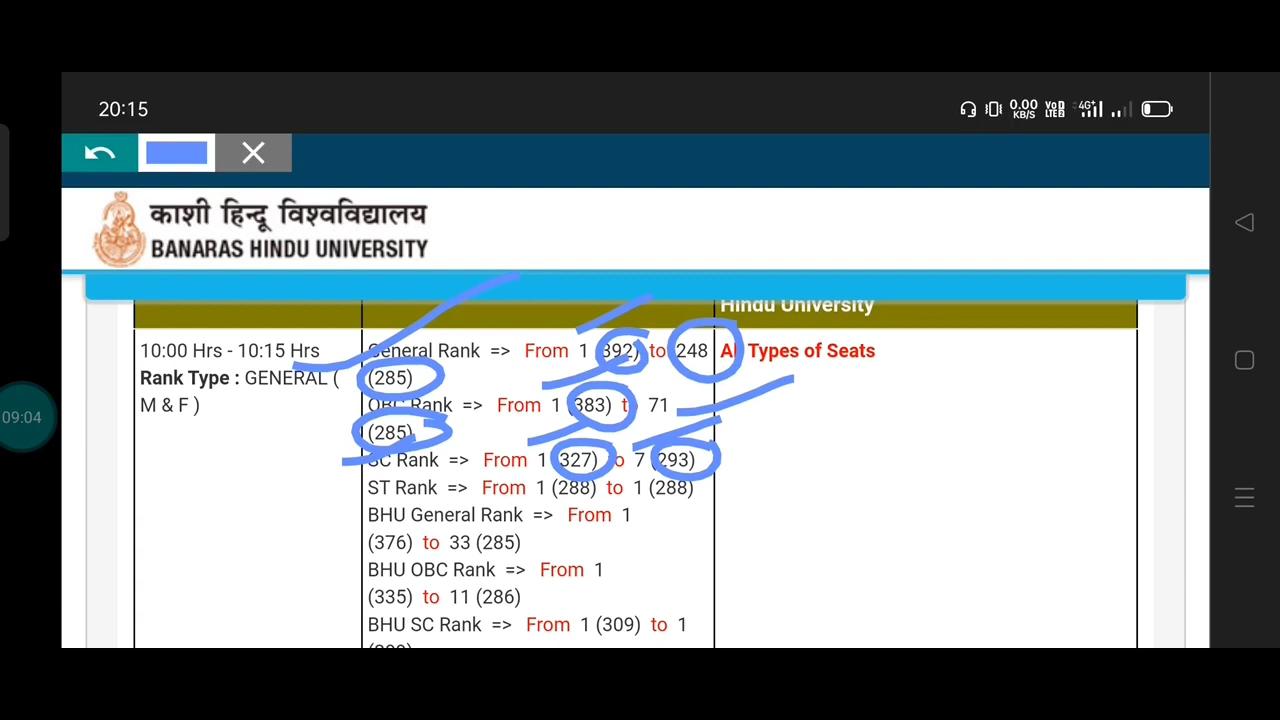 20:15
0.00
KB/S
VoD
LTE2
4G+
काशी हिन्दू विश्वविद्यालय
BANARAS HINDU UNIVERSITY
Hindu University
10:00 Hrs - 10:15 Hrs
Rank Type : GENERAL (
M & F )
General Rank => From 1 (392) to 248
(285)
OBC Rank => From 1 (383) to 71
(285)
SC Rank => From 1 (327) to 7 (293)
ST Rank => From 1 (288) to 1 (288)
BHU General Rank => From 1
(376) to 33 (285)
BHU OBC Rank => From 1
(335) to 11 (286)
BHU SC Rank => From 1 (309) to 1
All Types of Seats
09:04